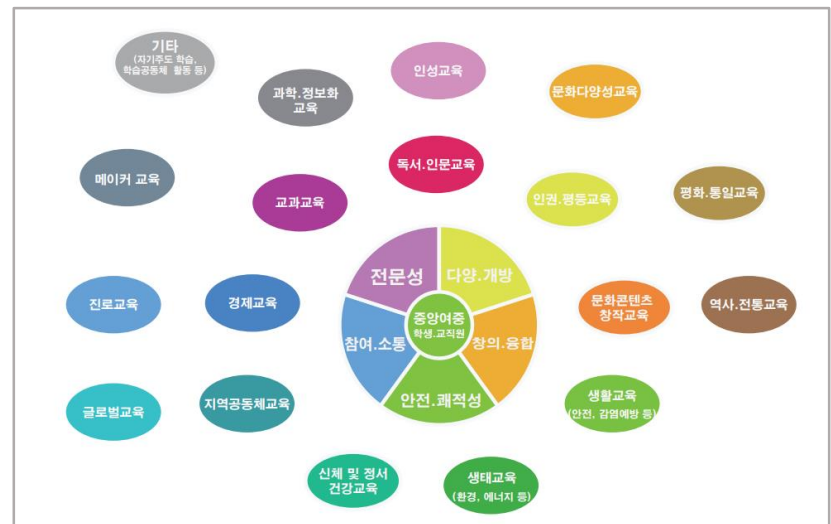 기타
(자기주도 학습,
학습공동체 활동 등)
인성교육
과학.정보화
교육
문화다양성교육
독서.인문교육
메이커 교육
교과교육
인권.평등교육
평화.통일교육
전문성
다양.개방
진로교육
경제교육
중앙여중
학생.교직원
참여.소통
창의.융합
문화콘텐츠
창작교육
역사.전통교육
안전.쾌적성
글로벌교육
지역공동체교육
생활교육
(안전, 감염예방 등)
신체 및 정서
건강교육
생태교육
(환경, 에너지 등)